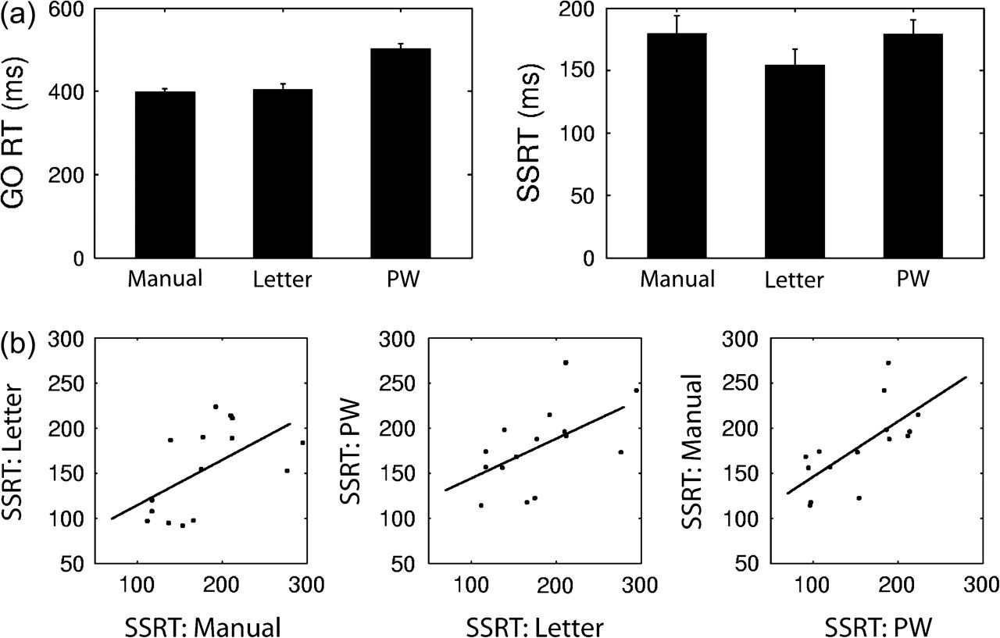 (a)
GO RT (ms)
600
400
200
0
Manual Letter PW
SSRT (ms)
200
150
100
50
0
Manual Letter PW
(b)
SSRT: Letter
300
250
200
150
100
50
100 200 300
SSRT: Manual
SSRT: PW
300
250
200
150
100
50
100 200 300
SSRT: Letter
SSRT: Manual
300
250
200
150
100
50
100 200 300
SSRT: PW